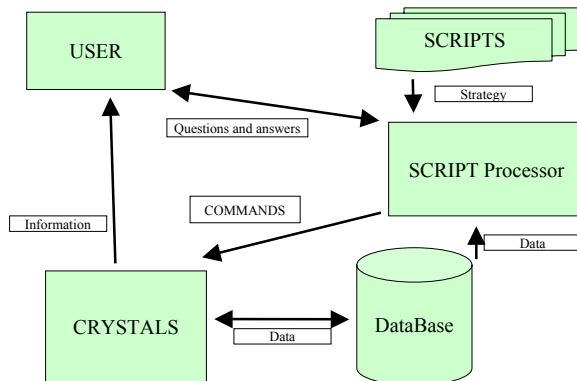 USER
SCRIPTS
Strategy
Questions and answers
SCRIPT Processor
COMMANDS
Information
Data
CRYSTALS
DataBase
Data